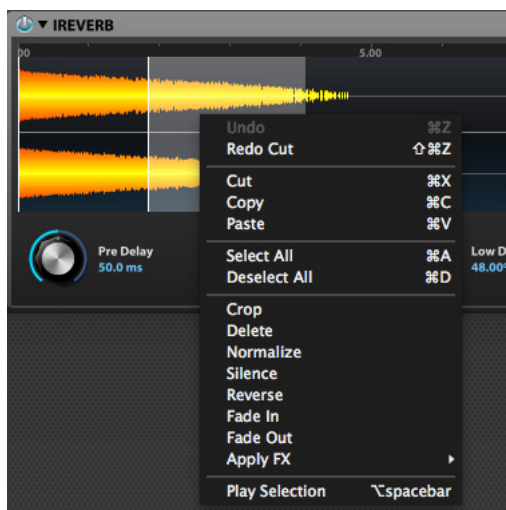 IREVERB
00 5.00
Undo ⌘Z
Redo Cut ⇧⌘Z
Cut ⌘X
Copy ⌘C
Paste ⌘V
Select All ⌘A
Deselect All ⌘D
Pre Delay
50.0 ms
Low D
48.00
Crop
Delete
Normalize
Silence
Reverse
Fade In
Fade Out
Apply FX
Play Selection ⌥spacebar